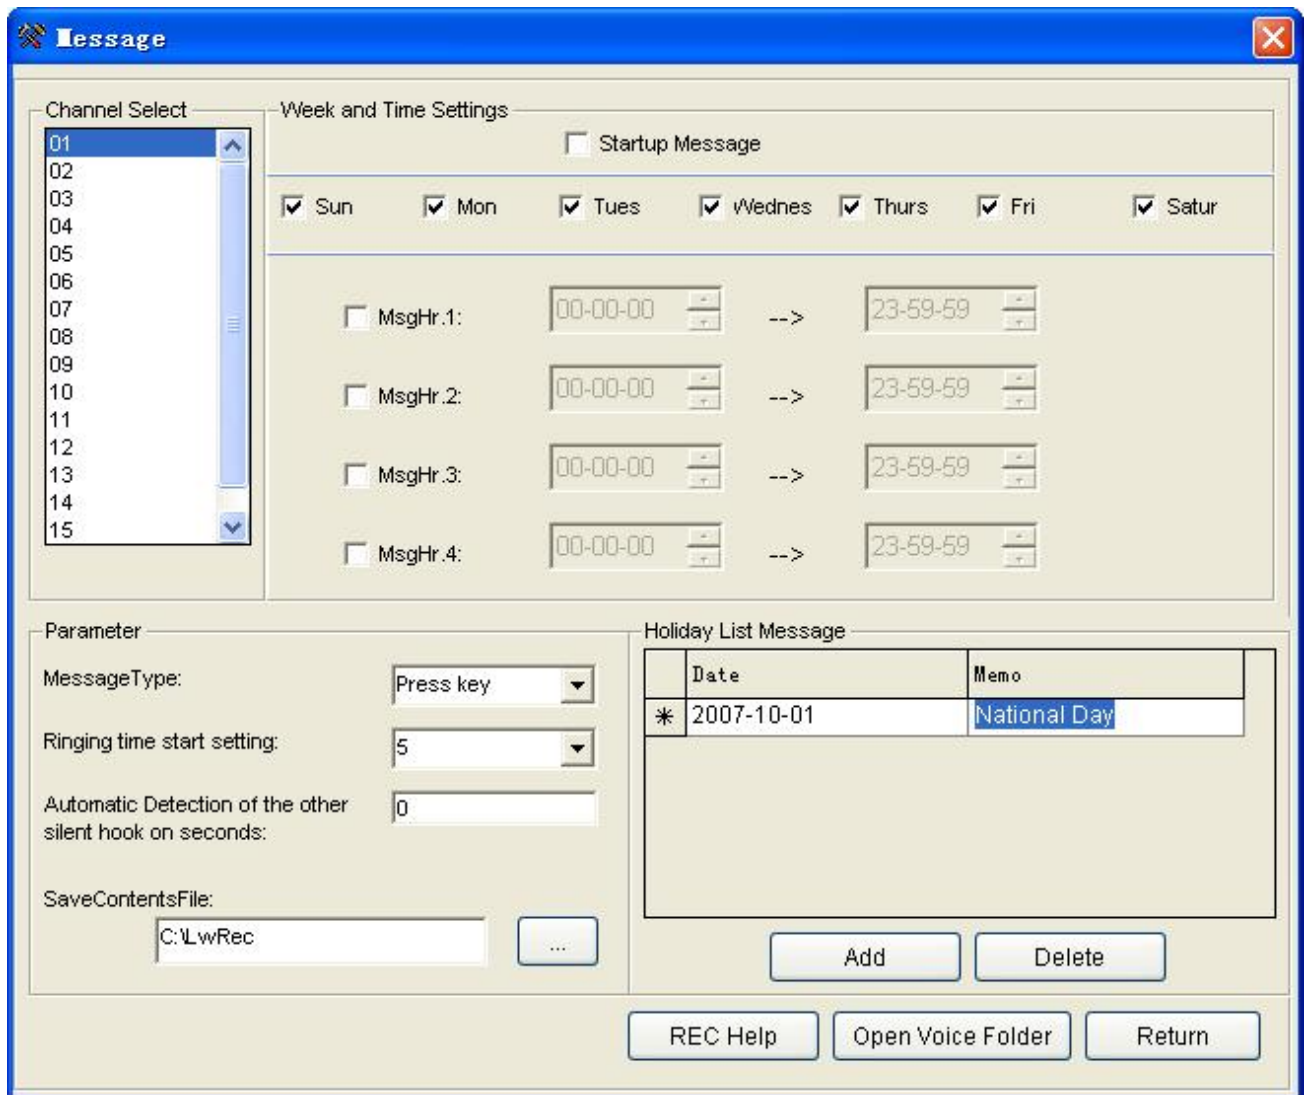 Message
Channel Select
Week and Time Settings
01
02
03
04
05
06
07
08
09
10
11
12
13
14
15
Startup Message
Sun Mon Tues Wednes Thurs Fri Satur
MsgHr.1: 00-00-00 --> 23-59-59
MsgHr.2: 00-00-00 --> 23-59-59
MsgHr.3: 00-00-00 --> 23-59-59
MsgHr.4: 00-00-00 --> 23-59-59
Parameter
MessageType: Press key
Ringing time start setting: 5
Automatic Detection of the other 0
silent hook on seconds:
SaveContentsFile:
C:\LwRec ...
Holiday List Message
Date Memo
2007-10-01 National Day
Add Delete
REC Help Open Voice Folder Return